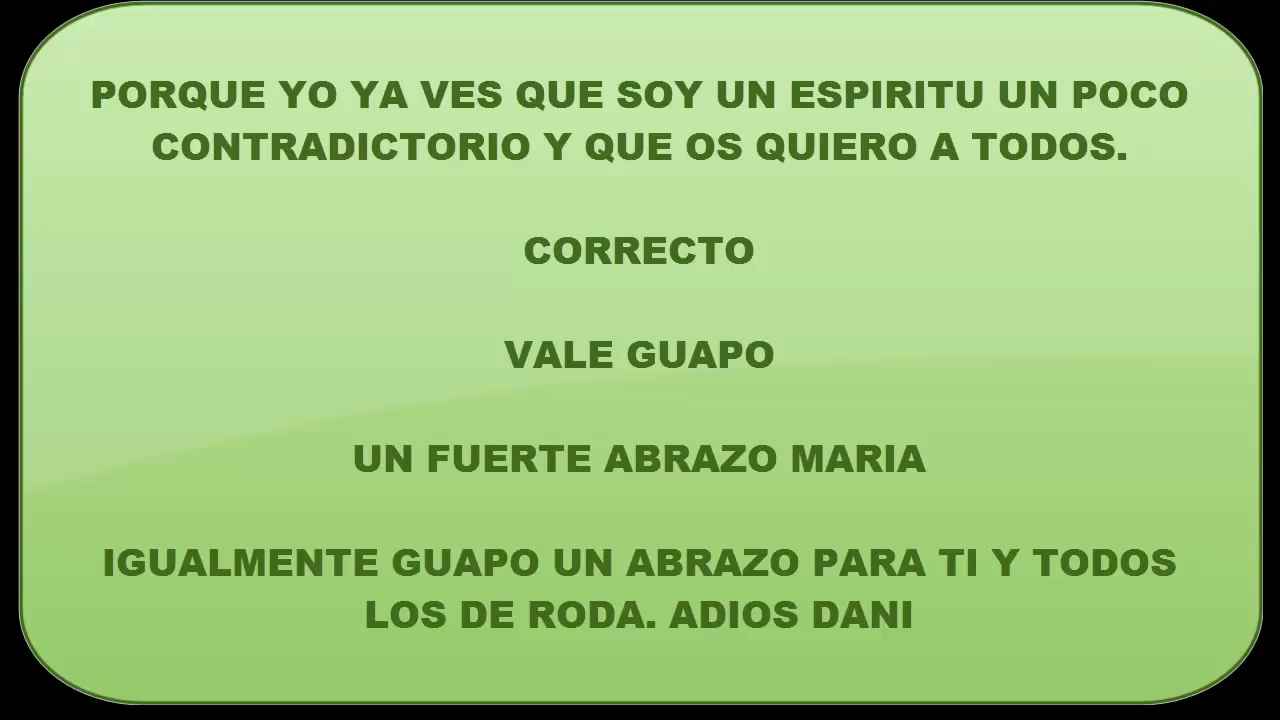 PORQUE YO YA VES QUE SOY UN ESPIRITU UN POCO
CONTRADICTORIO Y QUE OS QUIERO A TODOS.
CORRECTO
VALE GUAPO
UN FUERTE ABRAZO MARIA
IGUALMENTE GUAPO UN ABRAZO PARA TI Y TODOS
LOS DE RODA. ADIOS DANI